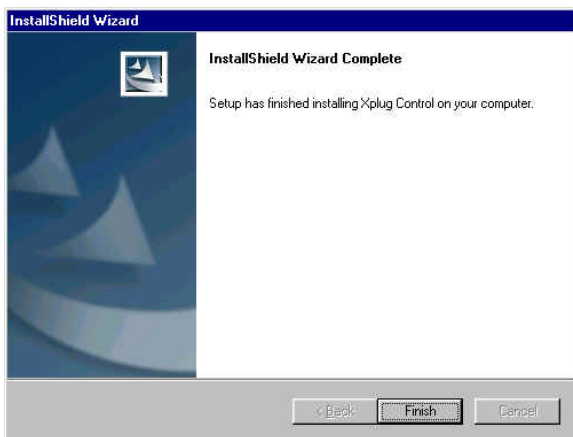 InstallShield Wizard
InstallShield Wizard Complete
Setup has finished installing Xplug Control on your computer.
< Back
Finish
Cancel